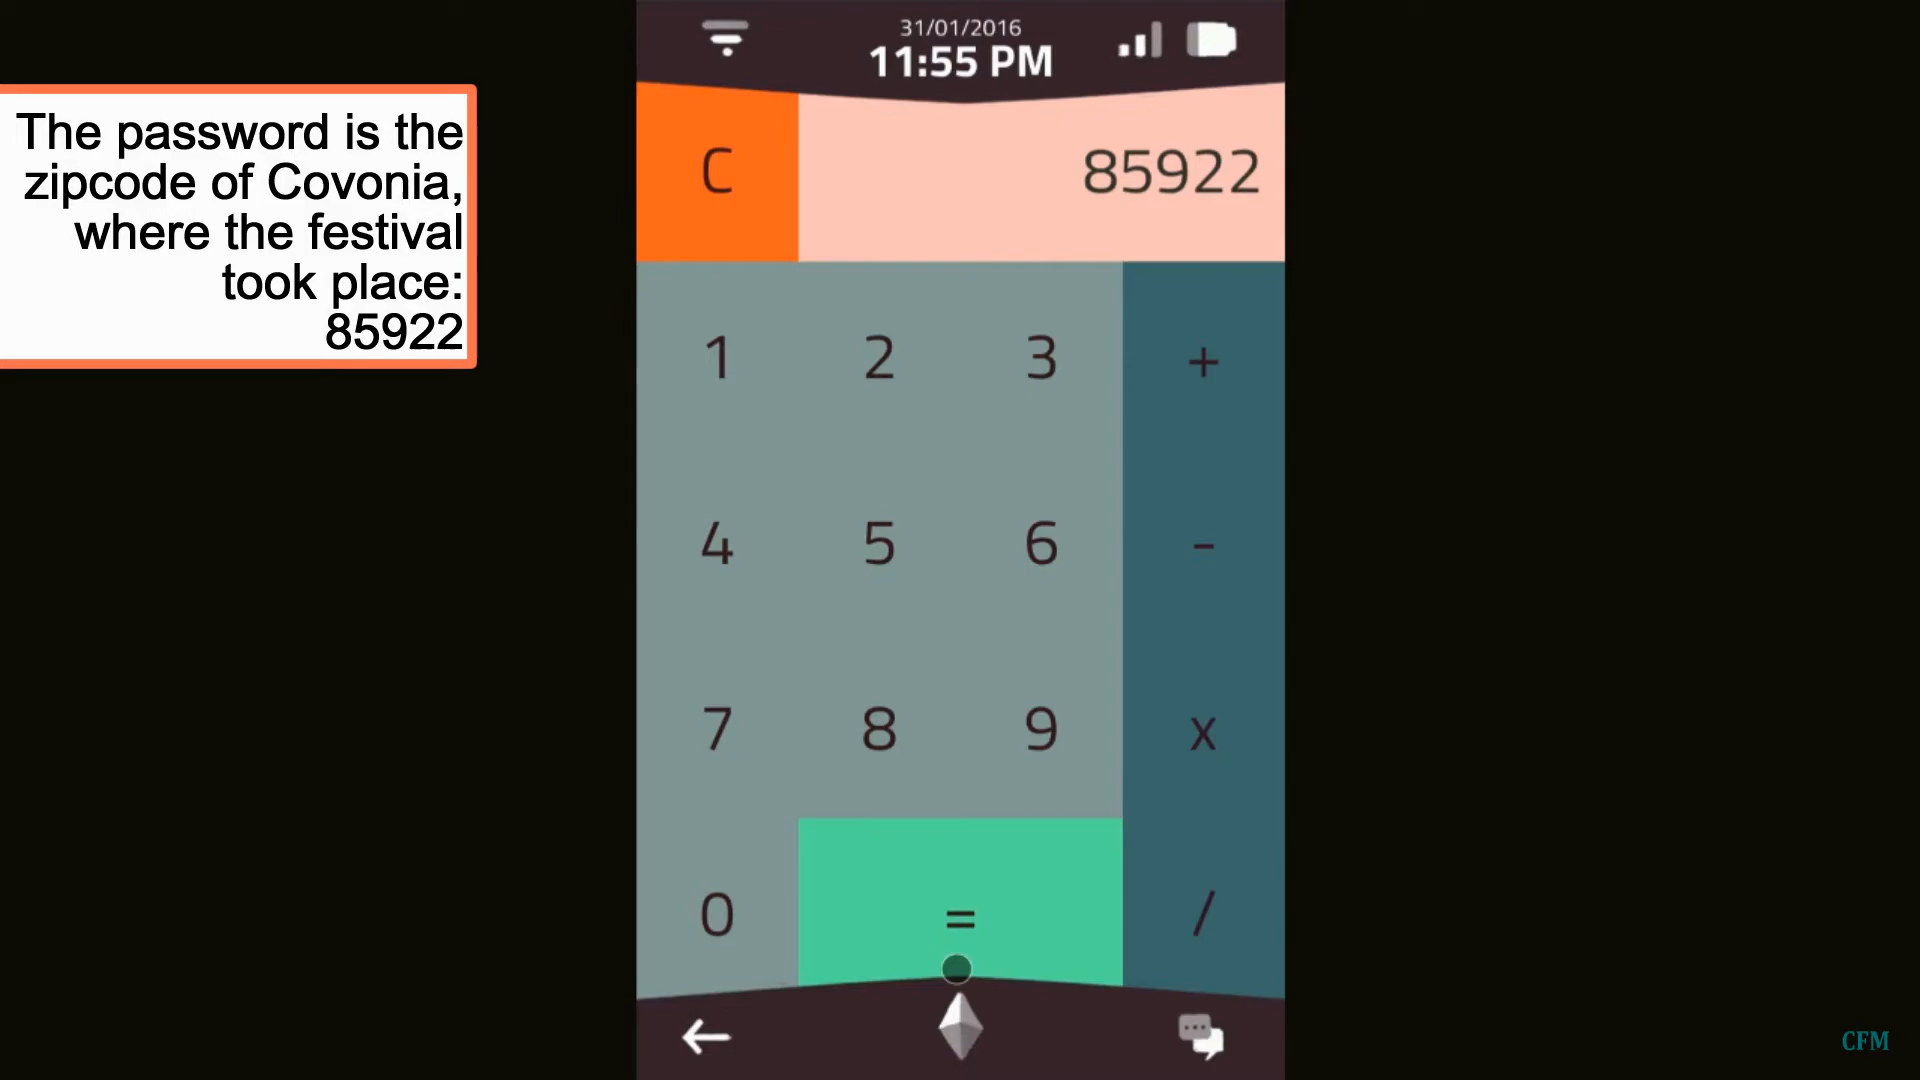 31/01/2016
11:55 PM
The password is the
zipcode of Covonia,
where the festival
took place:
85922
C
85922
1 2 3 +
4 5 6 -
7 8 9 x
0 = /
CFM